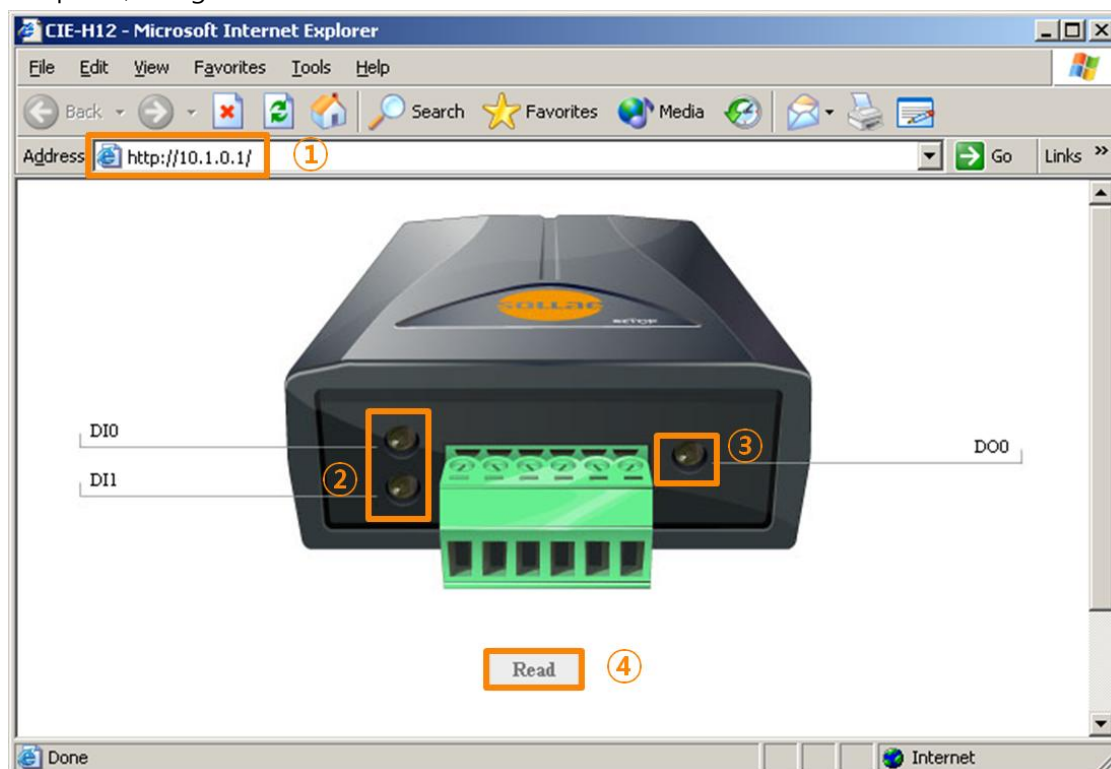 CIE-H12 - Microsoft Internet Explorer
File Edit View Favorites Tools Help
Back Search Favorites Media
Address http://10.1.0.1/ ① Go Links »
SOLLAE
SETUP
DI0
DI1
②
③
DO0
Read ④
Done Internet